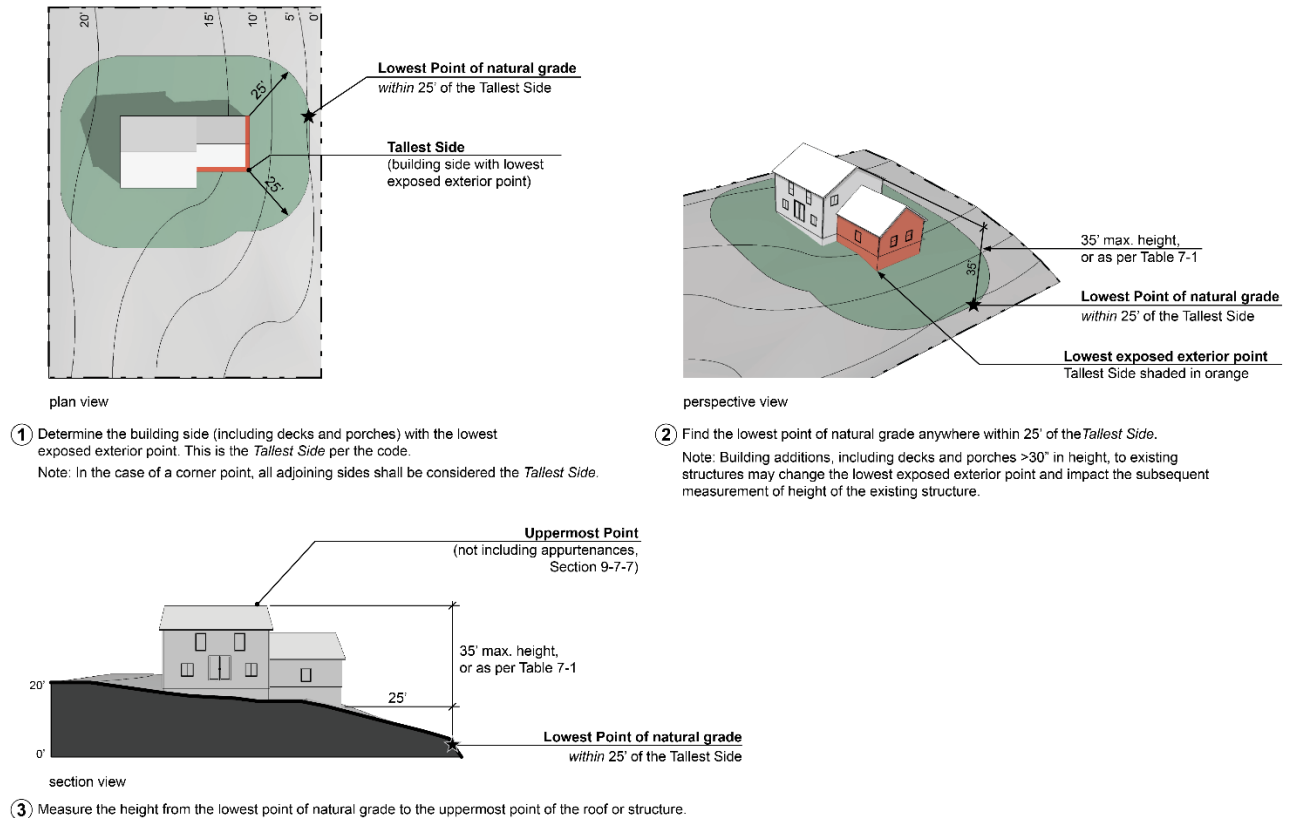 20'
15'
10'
5'
0'
25'
25'
Lowest Point of natural grade
within 25' of the Tallest Side
Tallest Side
(building side with lowest
exposed exterior point)
plan view
1 Determine the building side (including decks and porches) with the lowest
exposed exterior point. This is the Tallest Side per the code.
Note: In the case of a corner point, all adjoining sides shall be considered the Tallest Side.
35'
35' max. height,
or as per Table 7-1
Lowest Point of natural grade
within 25' of the Tallest Side
Lowest exposed exterior point
Tallest Side shaded in orange
perspective view
2 Find the lowest point of natural grade anywhere within 25' of the Tallest Side.
Note: Building additions, including decks and porches >30" in height, to existing
structures may change the lowest exposed exterior point and impact the subsequent
measurement of height of the existing structure.
Uppermost Point
(not including appurtenances,
Section 9-7-7)
35' max. height,
or as per Table 7-1
25'
20'
0'
Lowest Point of natural grade
within 25' of the Tallest Side
section view
3 Measure the height from the lowest point of natural grade to the uppermost point of the roof or structure.